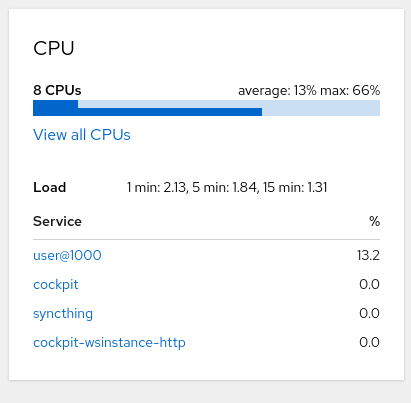 CPU
8 CPUs average: 13% max: 66%
View all CPUs
Load 1 min: 2.13, 5 min: 1.84, 15 min: 1.31
Service %
user@1000 13.2
cockpit 0.0
syncthing 0.0
cockpit-wsinstance-http 0.0